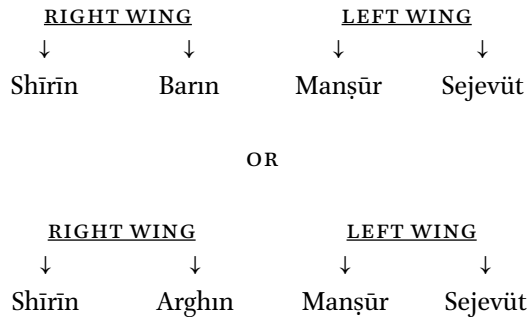 RIGHT WING LEFT WING
↓ ↓ ↓ ↓
Shīrīn Barın Manṣūr Sejevüt
OR
RIGHT WING LEFT WING
↓ ↓ ↓ ↓
Shīrīn Arghın Manṣūr Sejevüt